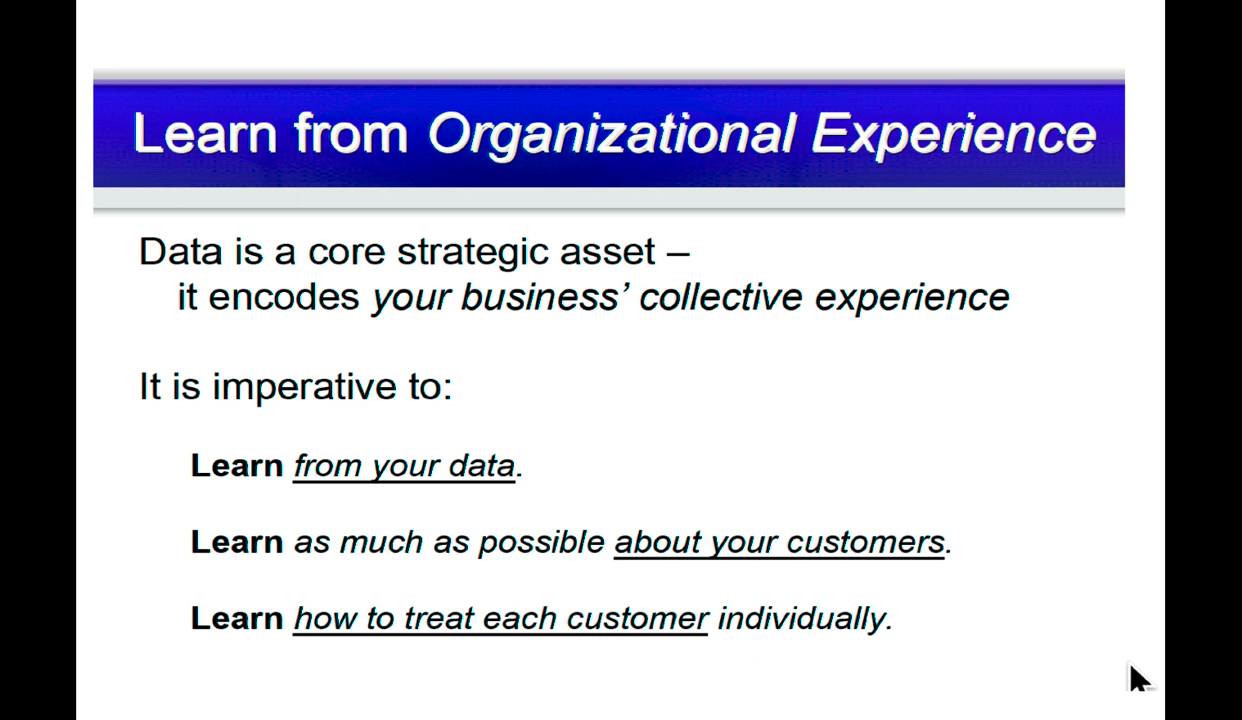 Learn from Organizational Experience
Data is a core strategic asset –
it encodes your business’ collective experience
It is imperative to:
Learn from your data.
Learn as much as possible about your customers.
Learn how to treat each customer individually.